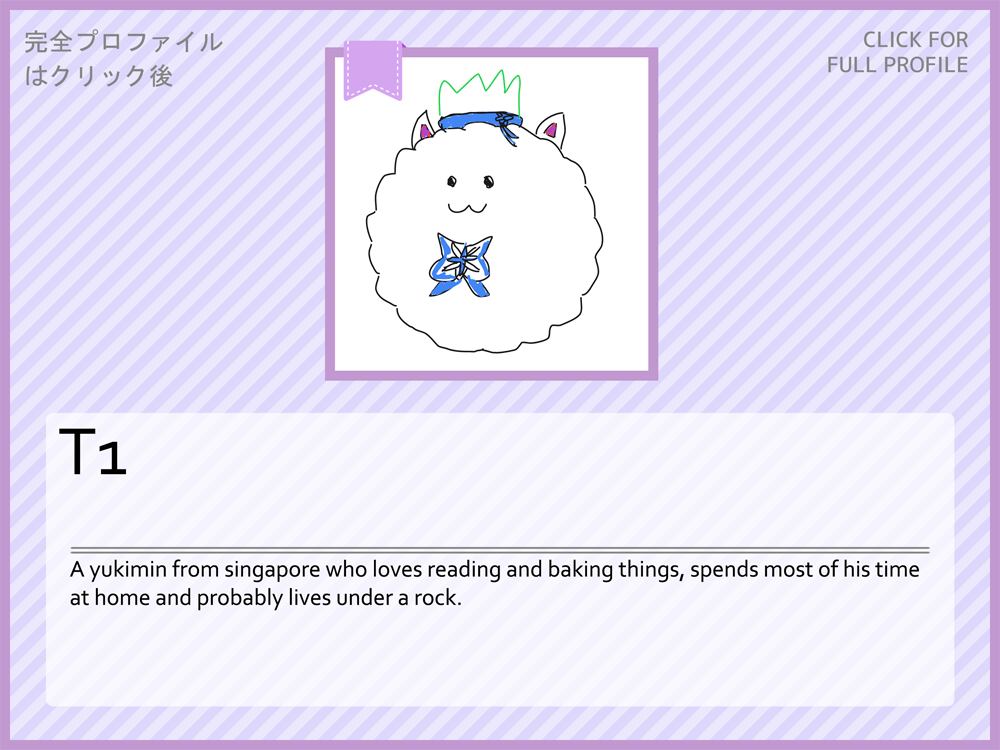 完全プロファイル
はクリック後
CLICK FOR
FULL PROFILE
T1
A yukimin from singapore who loves reading and baking things, spends most of his time
at home and probably lives under a rock.